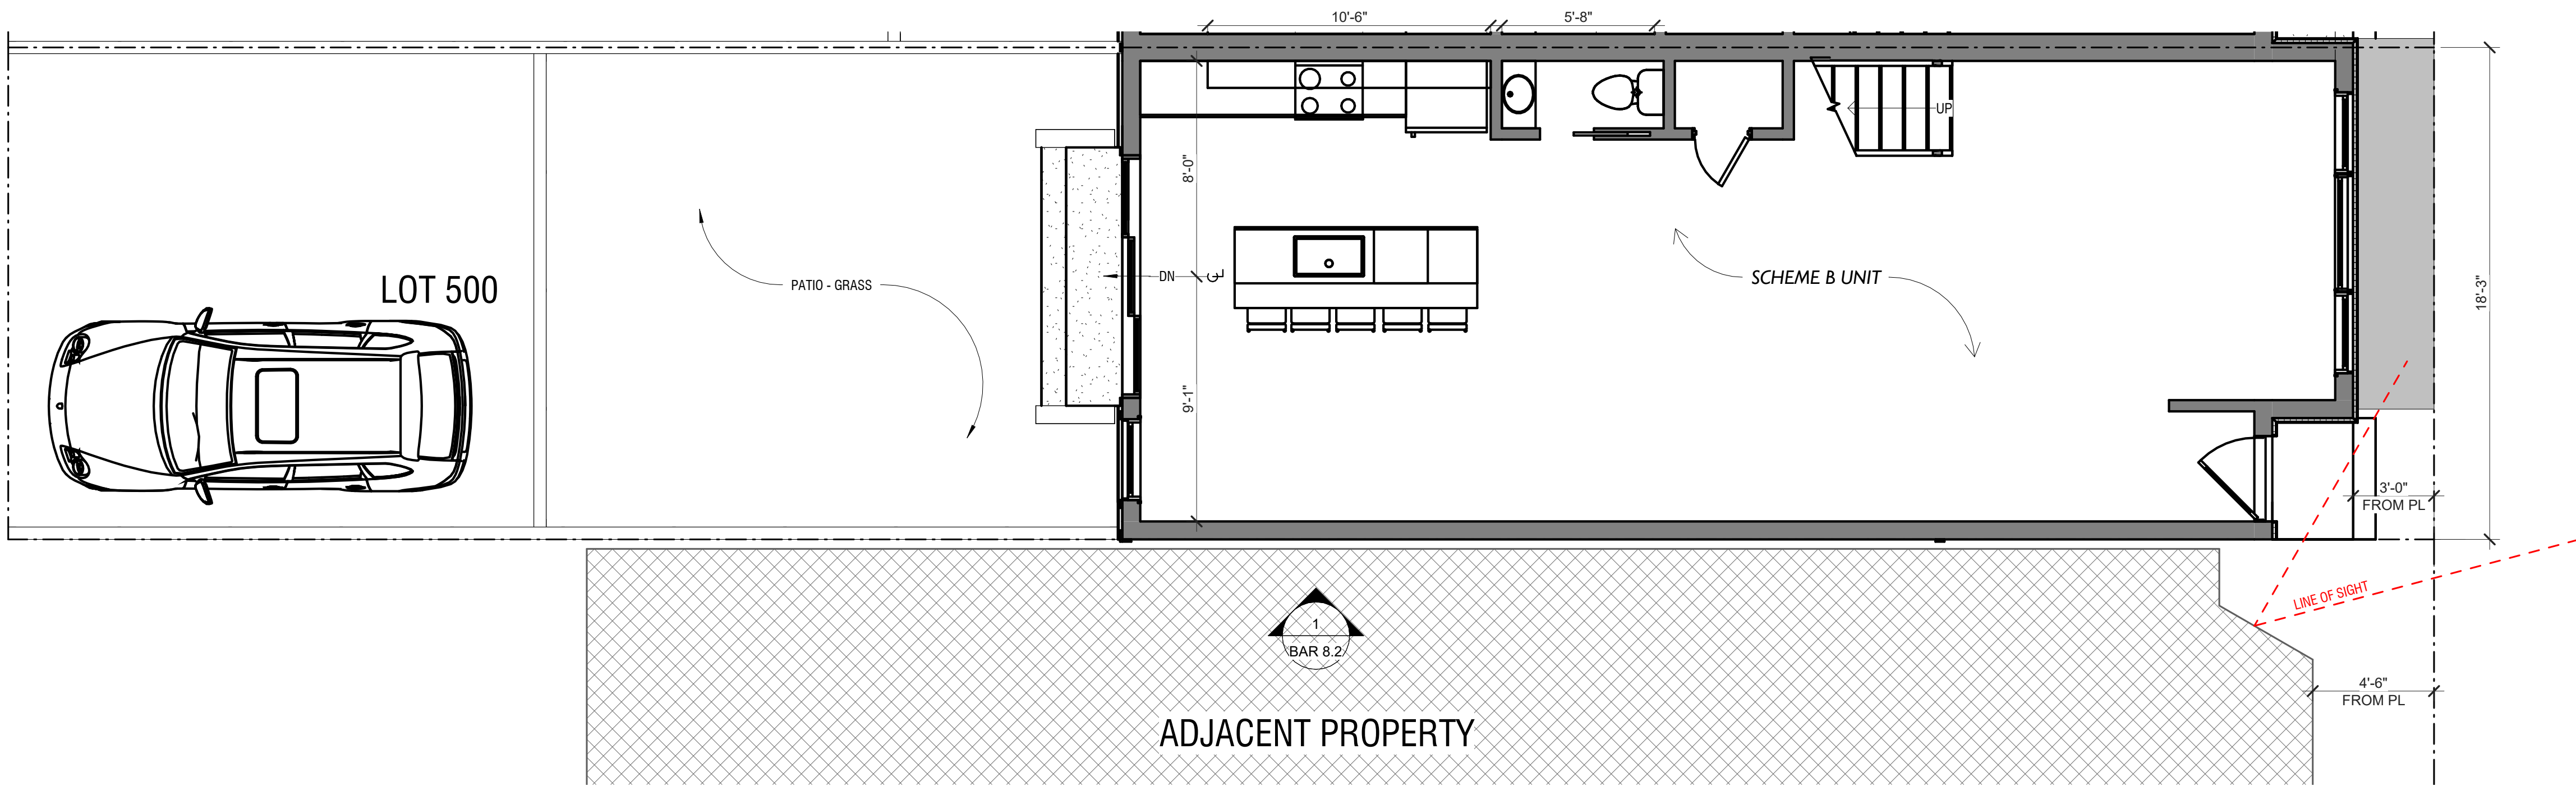 10'-6"
5'-8"
UP
8'-0"
DN
CL
PATIO - GRASS
SCHEME B UNIT
LOT 500
18'-3"
9'-1"
3'-0"
FROM PL
LINE OF SIGHT
1
BAR 8.2
4'-6"
FROM PL
ADJACENT PROPERTY